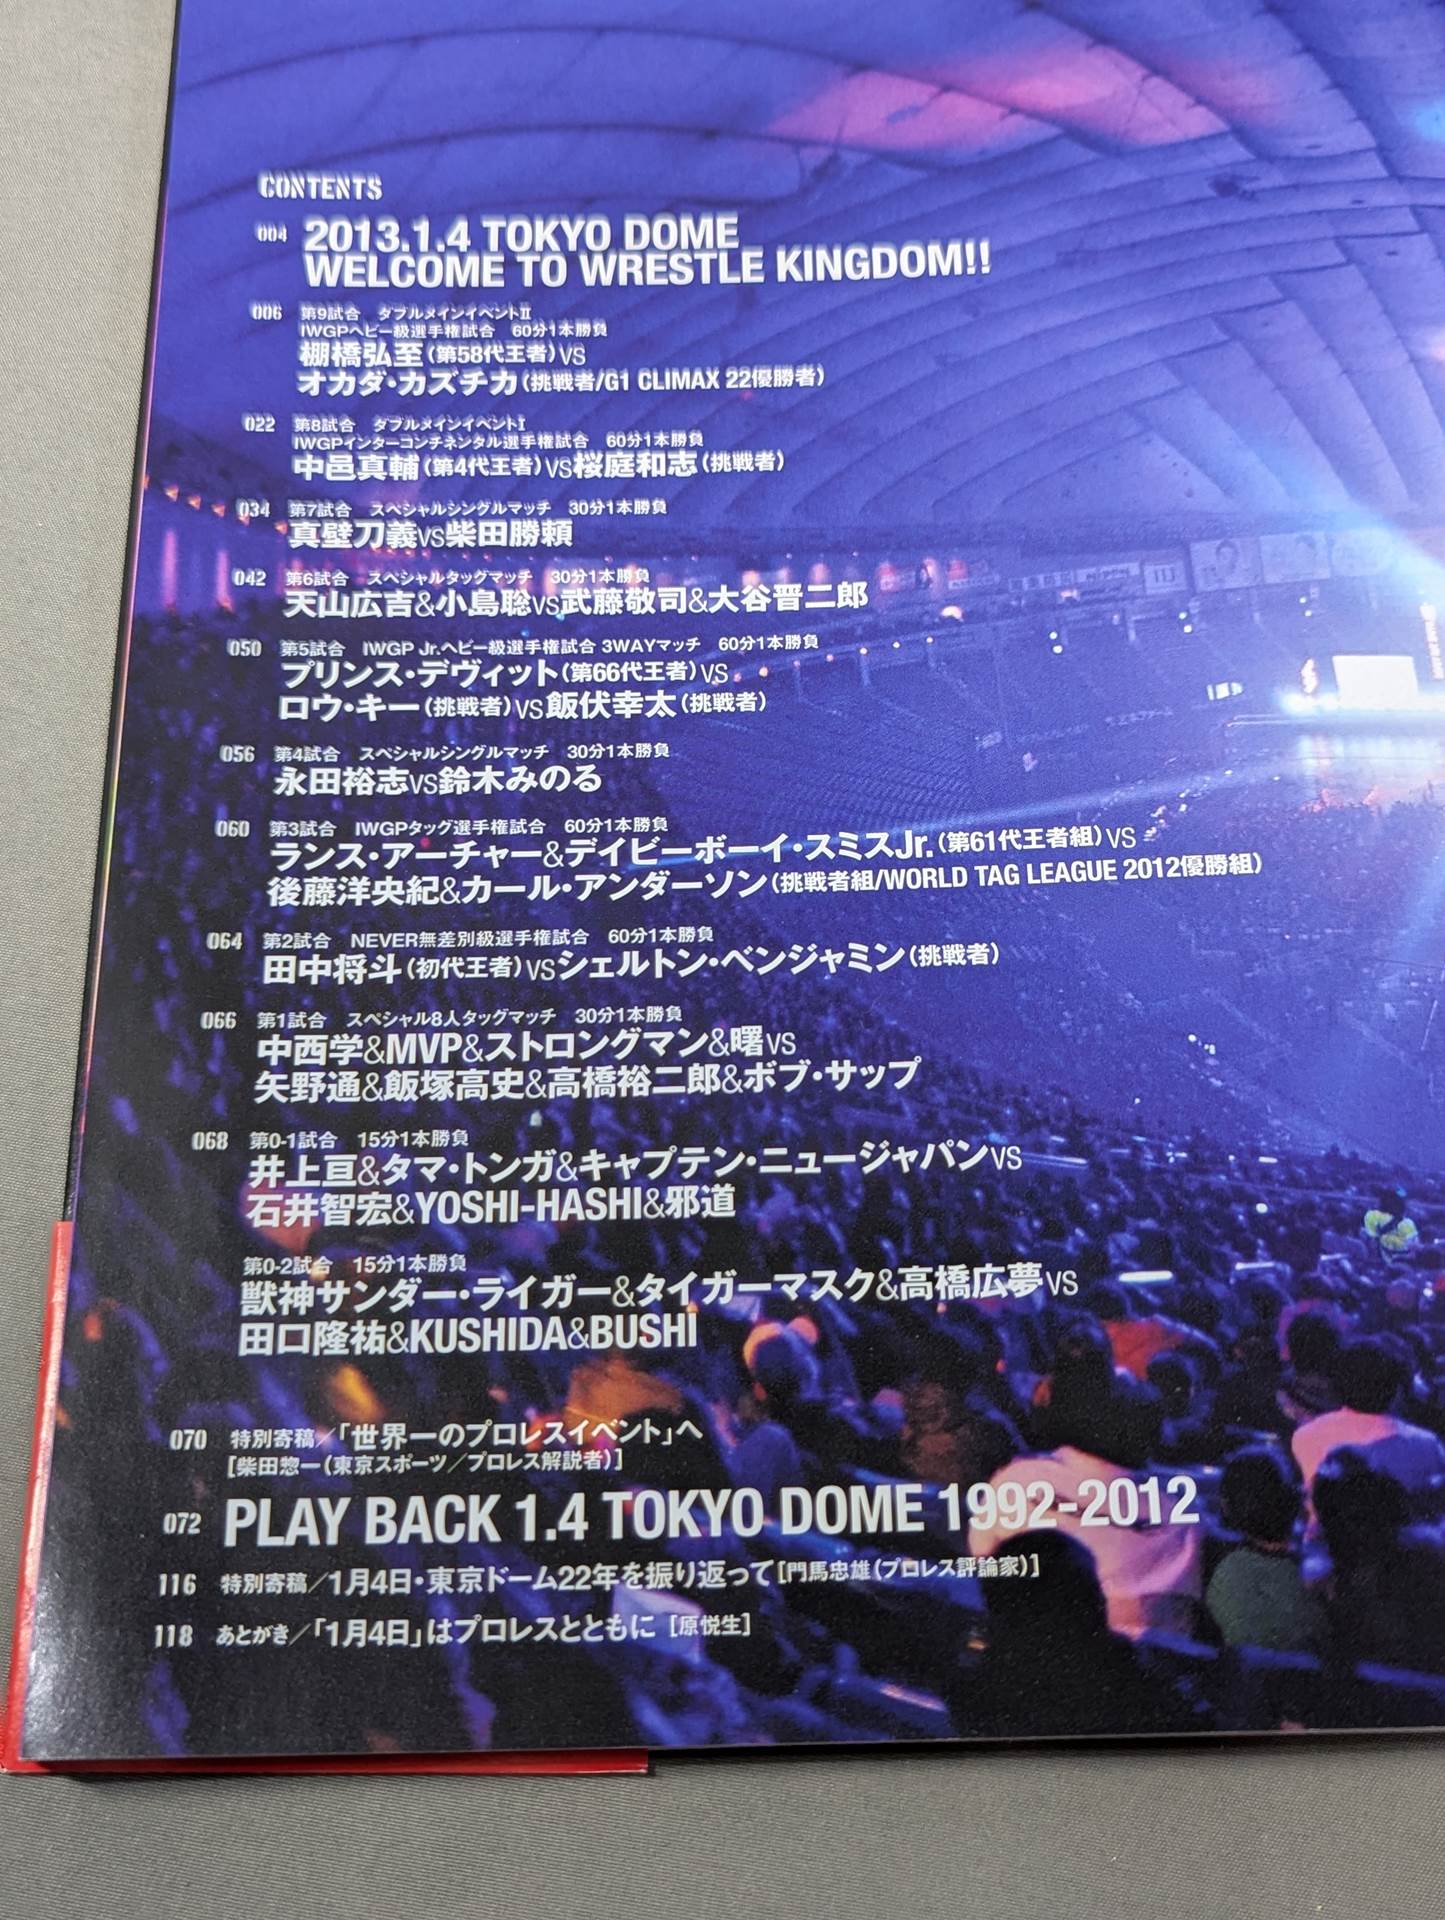 CONTENTS
004 2013.1.4 TOKYO DOME
WELCOME TO WRESTLE KINGDOM!!
006 第9試合 ダブルメインイベントII
IWGPヘビー級選手権試合 60分1本勝負
棚橋弘至(第58代王者)VS
オカダ・カズチカ(挑戦者/G1 CLIMAX 22優勝者)
022 第8試合 ダブルメインイベントI
IWGPインターコンチネンタル選手権試合 60分1本勝負
中邑真輔(第4代王者)VS桜庭和志(挑戦者)
034 第7試合 スペシャルシングルマッチ 30分1本勝負
真壁刀義VS柴田勝頼
042 第6試合 スペシャルタッグマッチ 30分1本勝負
天山広吉&小島聡VS武藤敬司&大谷晋二郎
050 第5試合 IWGP Jr.ヘビー級選手権試合 3WAYマッチ 60分1本勝負
プリンス・デヴィット(第66代王者)VS
ロウ・キー(挑戦者)VS飯伏幸太(挑戦者)
056 第4試合 スペシャルシングルマッチ 30分1本勝負
永田裕志VS鈴木みのる
060 第3試合 IWGPタッグ選手権試合 60分1本勝負
ランス・アーチャー&デイビーボーイ・スミスJr.(第61代王者組)VS
後藤洋央紀&カール・アンダーソン(挑戦者組/WORLD TAG LEAGUE 2012優勝組)
064 第2試合 NEVER無差別級選手権試合 60分1本勝負
田中将斗(初代王者)VSシェルトン・ベンジャミン(挑戦者)
066 第1試合 スペシャル8人タッグマッチ 30分1本勝負
中西学&MVP&ストロングマン&曙VS
矢野通&飯塚高史&高橋裕二郎&ボブ・サップ
068 第0-1試合 15分1本勝負
井上亘&タマ・トンガ&キャプテン・ニュージャパンVS
石井智宏&YOSHI-HASHI&邪道
第0-2試合 15分1本勝負
獣神サンダー・ライガー&タイガーマスク&高橋広夢VS
田口隆祐&KUSHIDA&BUSHI
070 特別寄稿/「世界一のプロレスイベント」へ
[柴田惣一(東京スポーツ/プロレス解説者)]
072 PLAY BACK 1.4 TOKYO DOME 1992-2012
116 特別寄稿/1月4日・東京ドーム22年を振り返って[門馬忠雄(プロレス評論家)]
118 あとがき/「1月4日」はプロレスとともに [原悦生]